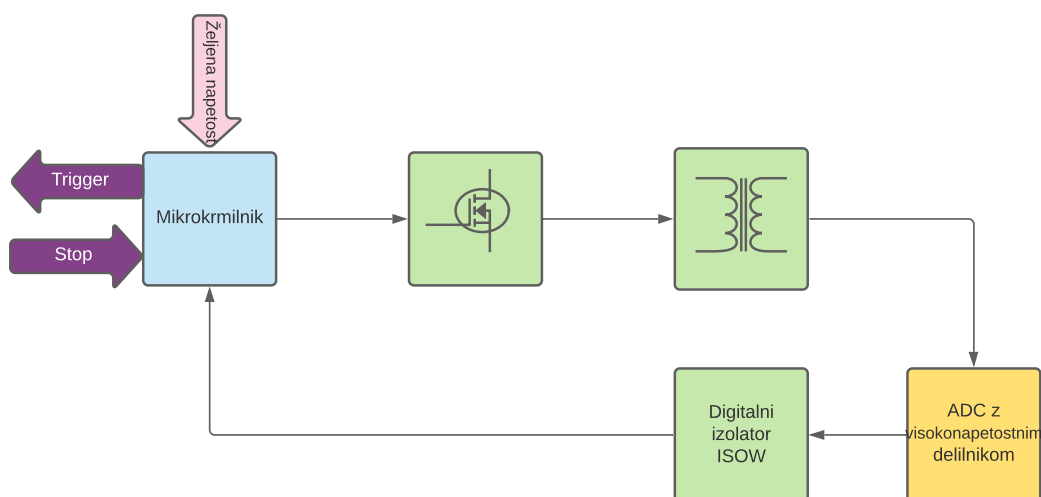 Željena napetost
Trigger
Mikrokrmilnik
Stop
Digitalni
izolator
ISOW
ADC z
visokonapetostnim
delilnikom